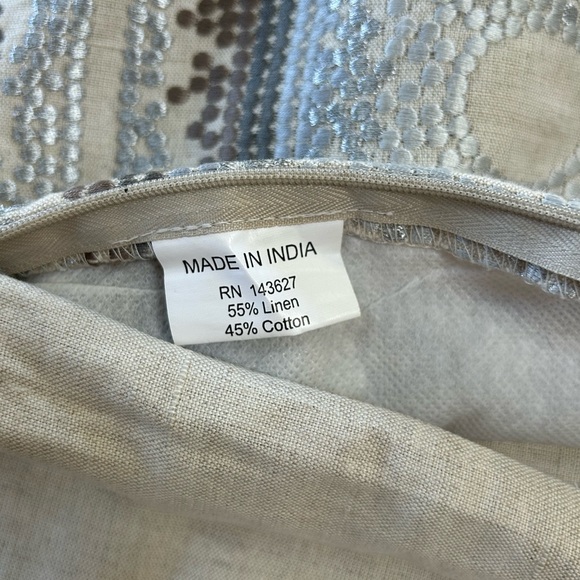 MADE IN INDIA
RN 143627
55% Linen
45% Cotton